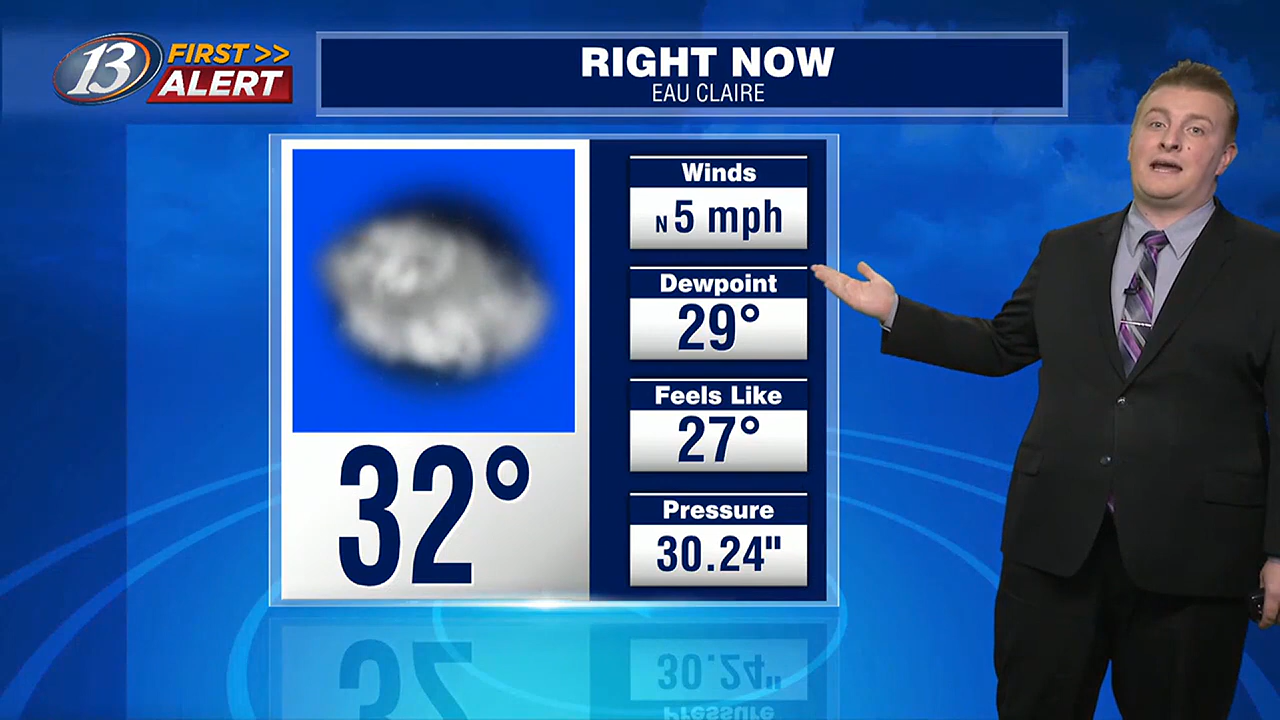 13 FIRST >>
ALERT
RIGHT NOW
EAU CLAIRE
Winds
N 5 mph
Dewpoint
29°
Feels Like
27°
Pressure
30.24"
32°